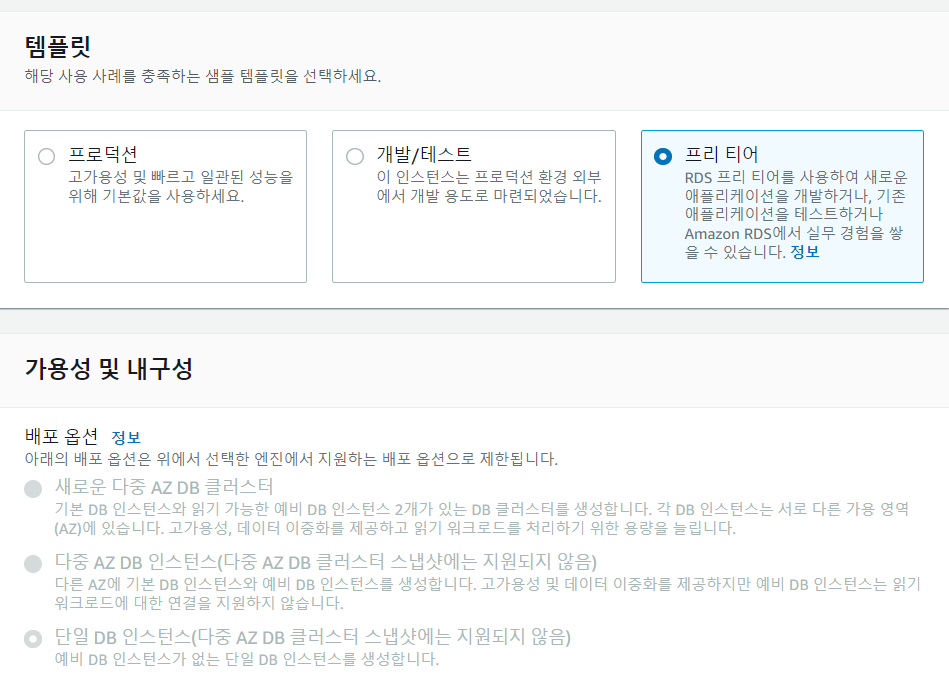 템플릿
해당 사용 사례를 충족하는 샘플 템플릿을 선택하세요.
프로덕션
고가용성 및 빠르고 일관된 성능을
위해 기본값을 사용하세요.
개발/테스트
이 인스턴스는 프로덕션 환경 외부
에서 개발 용도로 마련되었습니다.
프리 티어
RDS 프리 티어를 사용하여 새로운
애플리케이션을 개발하거나, 기존
애플리케이션을 테스트하거나
Amazon RDS에서 실무 경험을 쌓
을 수 있습니다. 정보
가용성 및 내구성
배포 옵션 정보
아래의 배포 옵션은 위에서 선택한 엔진에서 지원하는 배포 옵션으로 제한됩니다.
새로운 다중 AZ DB 클러스터
기본 DB 인스턴스와 읽기 가능한 예비 DB 인스턴스 2개가 있는 DB 클러스터를 생성합니다. 각 DB 인스턴스는 서로 다른 가용 영역
(AZ)에 있습니다. 고가용성, 데이터 이중화를 제공하고 읽기 워크로드를 처리하기 위한 용량을 늘립니다.
다중 AZ DB 인스턴스(다중 AZ DB 클러스터 스냅샷에는 지원되지 않음)
다른 AZ에 기본 DB 인스턴스와 예비 DB 인스턴스를 생성합니다. 고가용성 및 데이터 이중화를 제공하지만 예비 DB 인스턴스는 읽기
워크로드에 대한 연결을 지원하지 않습니다.
단일 DB 인스턴스(다중 AZ DB 클러스터 스냅샷에는 지원되지 않음)
예비 DB 인스턴스가 없는 단일 DB 인스턴스를 생성합니다.